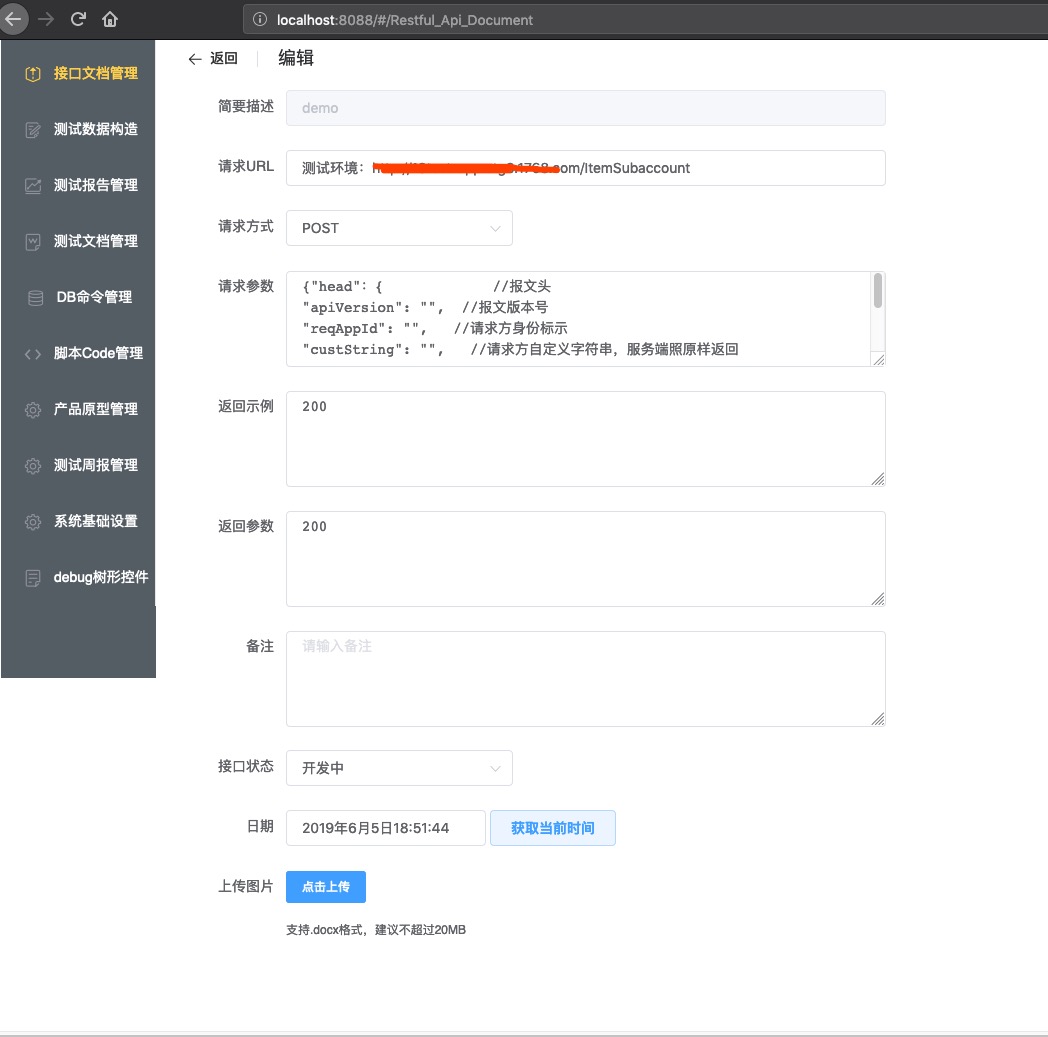 localhost:8088/#/Restful_Api_Document
接口文档管理
测试数据构造
测试报告管理
测试文档管理
DB命令管理
脚本Code管理
产品原型管理
测试周报管理
系统基础设置
debug树形控件
返回 编辑
简要描述 demo
请求URL 测试环境： om/ItemSubaccount
请求方式 POST
请求参数 {"head": { //报文头
"apiVersion": "", //报文版本号
"reqAppId": "", //请求方身份标示
"custString": "", //请求方自定义字符串，服务端照原样返回
返回示例 200
返回参数 200
备注 请输入备注
接口状态 开发中
日期 2019年6月5日18:51:44 获取当前时间
上传图片 点击上传
支持.docx格式，建议不超过20MB